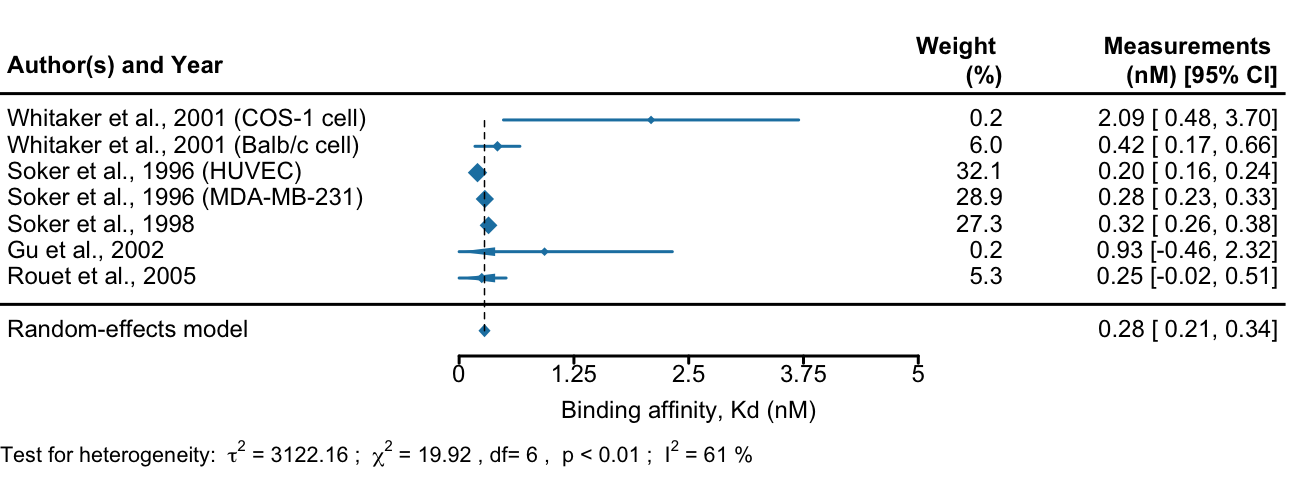 Author(s) and Year Weight (%) Measurements (nM) [95% CI]
Whitaker et al., 2001 (COS-1 cell) 0.2 2.09 [ 0.48, 3.70]
Whitaker et al., 2001 (Balb/c cell) 6.0 0.42 [ 0.17, 0.66]
Soker et al., 1996 (HUVEC) 32.1 0.20 [ 0.16, 0.24]
Soker et al., 1996 (MDA-MB-231) 28.9 0.28 [ 0.23, 0.33]
Soker et al., 1998 27.3 0.32 [ 0.26, 0.38]
Gu et al., 2002 0.2 0.93 [-0.46, 2.32]
Rouet et al., 2005 5.3 0.25 [-0.02, 0.51]
Random-effects model 0.28 [ 0.21, 0.34]
0 1.25 2.5 3.75 5
Binding affinity, Kd (nM)
Test for heterogeneity: τ² = 3122.16 ; χ² = 19.92 , df= 6 , p < 0.01 ; I² = 61 %